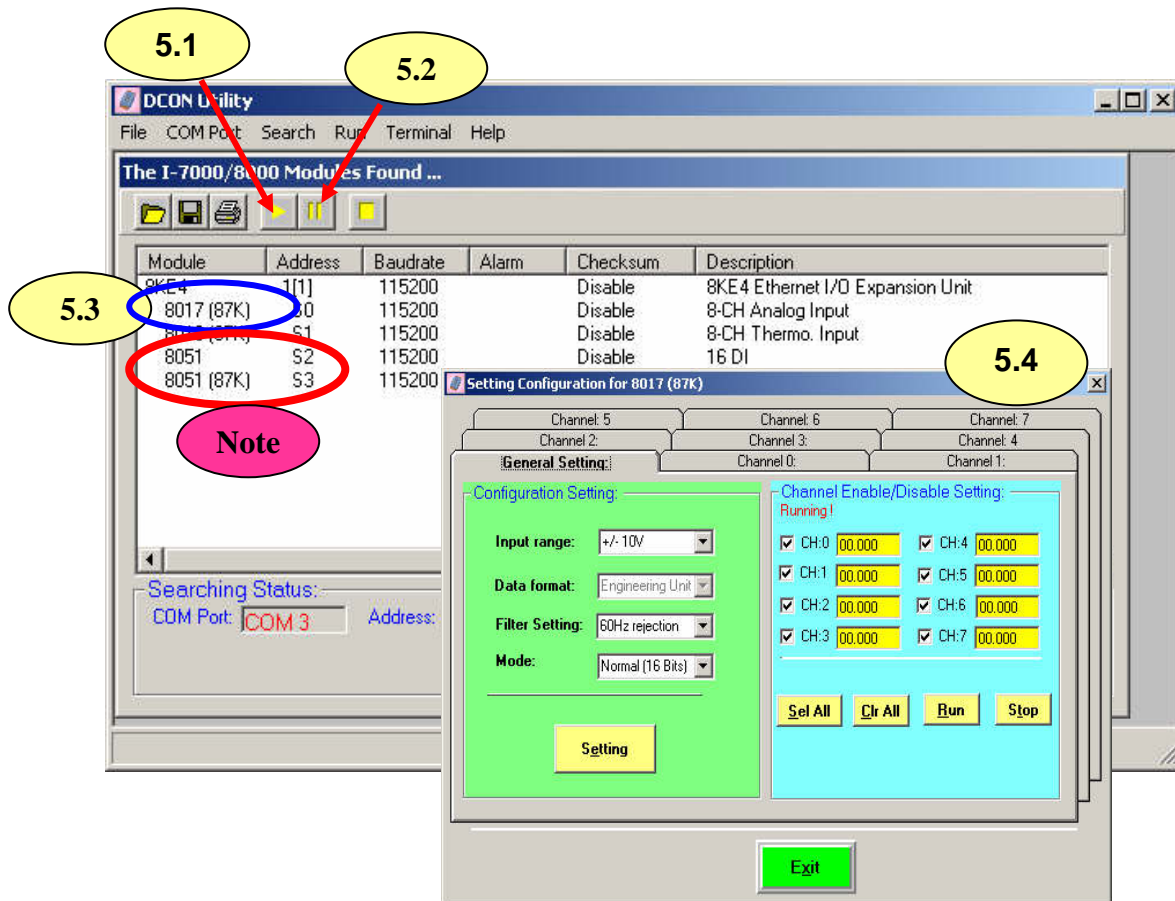 5.1
5.2
DCON Utility
File COM Port Search Run Terminal Help
The I-7000/8000 Modules Found ...
Module Address Baudrate Alarm Checksum Description
8KE4 1[1] 115200 Disable 8KE4 Ethernet I/O Expansion Unit
5.3
8017 (87K) S0 115200 Disable 8-CH Analog Input
(87K) S1 115200 Disable 8-CH Thermo. Input
8051 S2 115200 Disable 16 DI
8051 (87K) S3 115200
5.4
Note
Setting Configuration for 8017 (87K)
Channel: 5 Channel: 6 Channel: 7
Channel 2: Channel 3: Channel: 4
General Setting: Channel 0: Channel 1:
Configuration Setting:
Input range: +/- 10V
Data format: Engineering Unit
Filter Setting: 60Hz rejection
Mode: Normal (16 Bits)
Setting
Channel Enable/Disable Setting:
Running !
CH:0 00.000 CH:4 00.000
CH:1 00.000 CH:5 00.000
CH:2 00.000 CH:6 00.000
CH:3 00.000 CH:7 00.000
Sel All Clr All Run Stop
Searching Status:
COM Port: COM 3 Address:
Exit